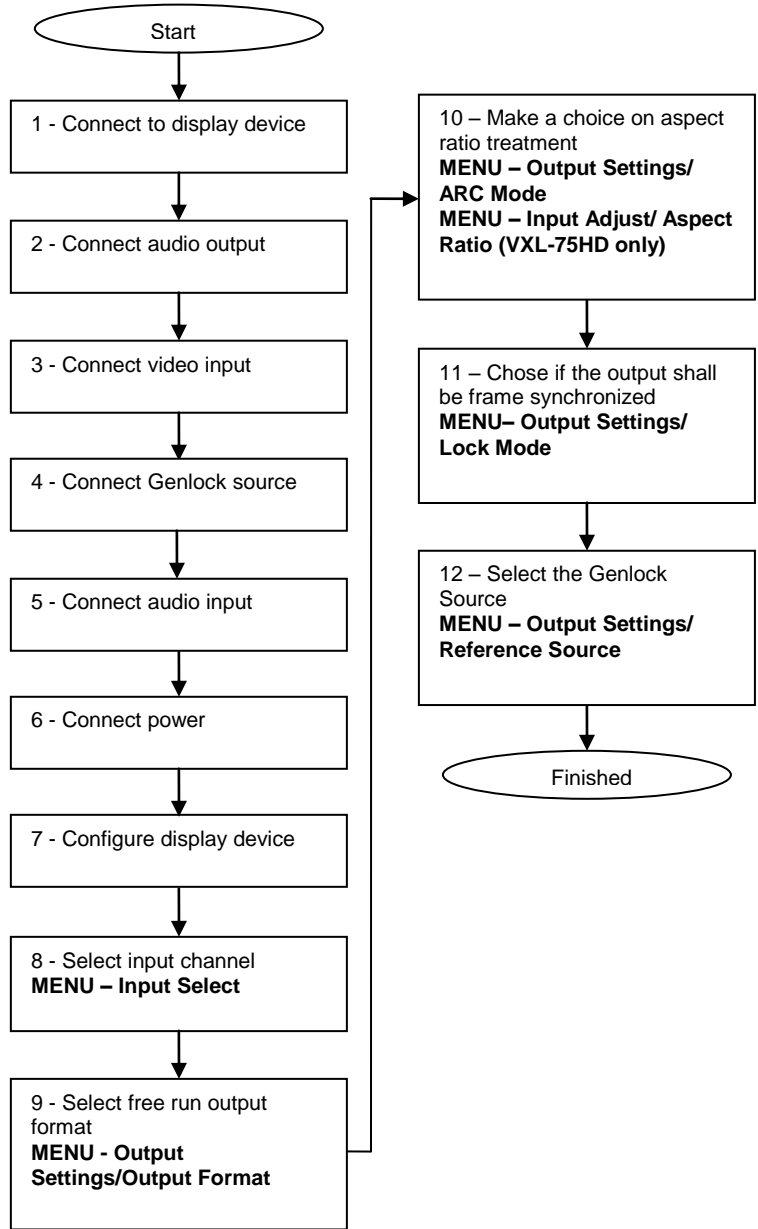 Start
1 - Connect to display device
2 - Connect audio output
3 - Connect video input
4 - Connect Genlock source
5 - Connect audio input
6 - Connect power
7 - Configure display device
8 - Select input channel
MENU – Input Select
9 - Select free run output
format
MENU - Output
Settings/Output Format
10 – Make a choice on aspect
ratio treatment
MENU – Output Settings/
ARC Mode
MENU – Input Adjust/ Aspect
Ratio (VXL-75HD only)
11 – Chose if the output shall
be frame synchronized
MENU– Output Settings/
Lock Mode
12 – Select the Genlock
Source
MENU – Output Settings/
Reference Source
Finished